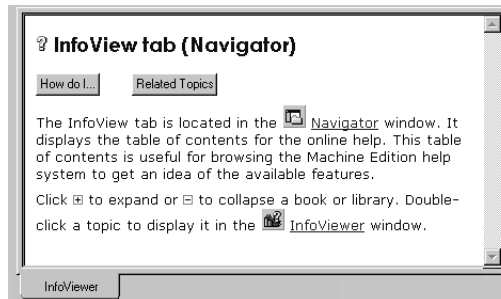 InfoView tab (Navigator)
How do I... Related Topics
The InfoView tab is located in the Navigator window. It
displays the table of contents for the online help. This table
of contents is useful for browsing the Machine Edition help
system to get an idea of the available features.
Click ⊞ to expand or ⊟ to collapse a book or library. Double-
click a topic to display it in the InfoViewer window.
InfoViewer